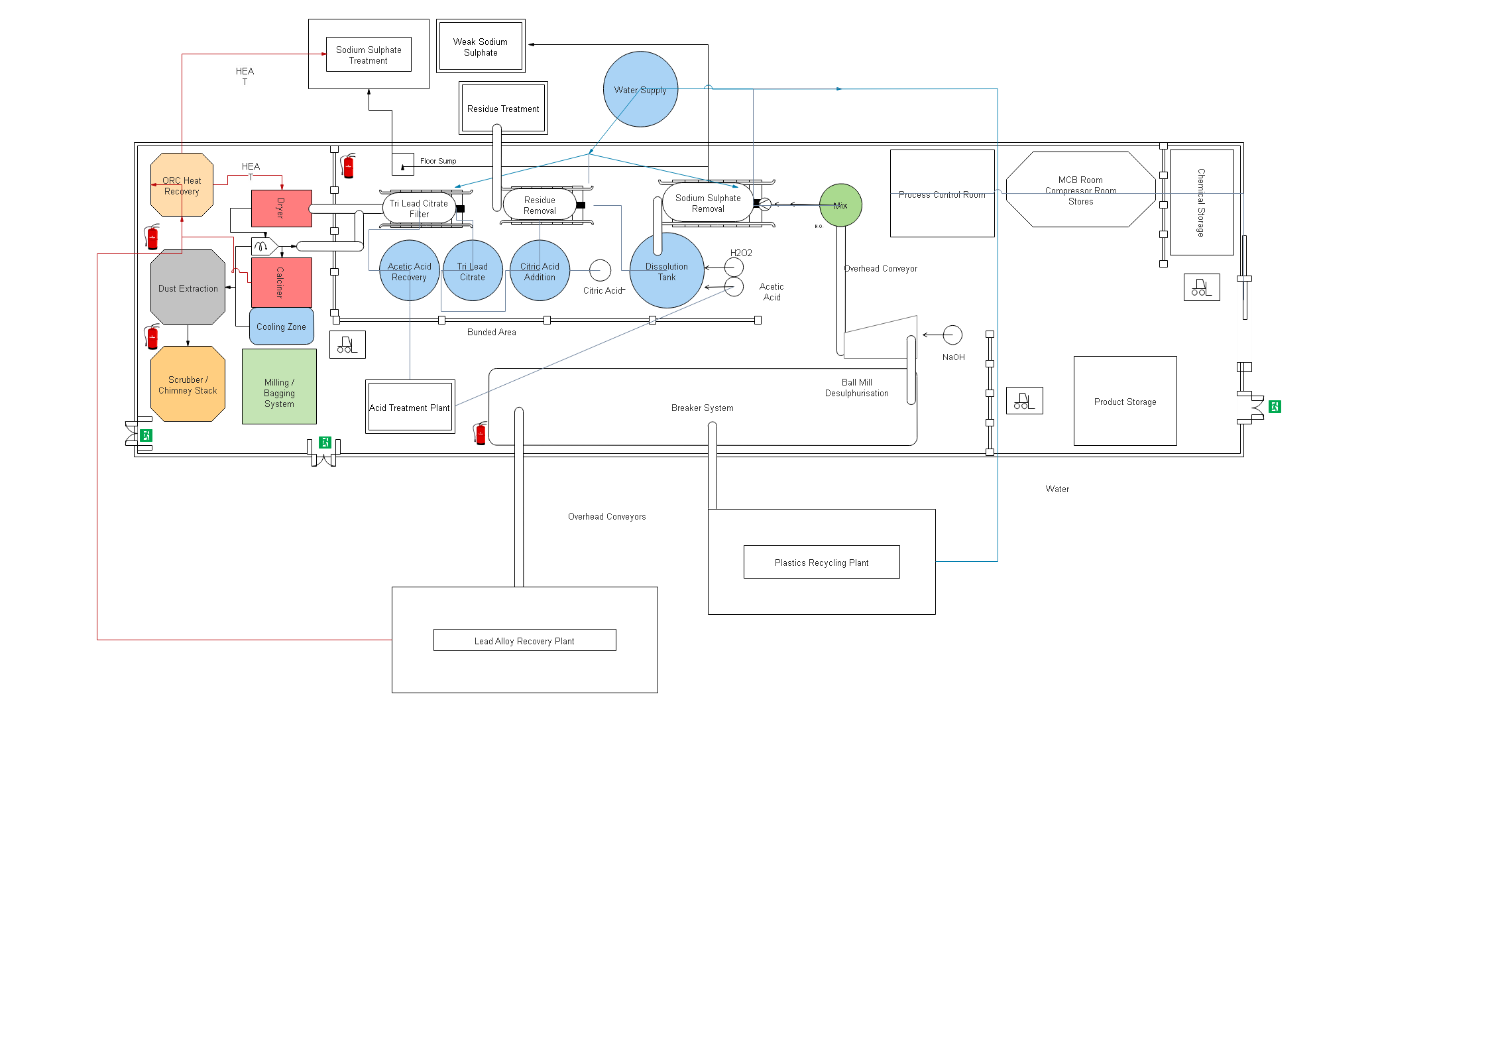 Sodium Sulphate
Treatment
Weak Sodium
Sulphate
HEA
T
Water Supply
Residue Treatment
Floor Sump
ORC Heat
Recovery
HEA
T
Dryer
Tri Lead Citrate
Filter
Residue
Removal
Sodium Sulphate
Removal
Mix
Process Control Room
MCB Room
Compressor Room
Stores
Chemical Storage
Acetic Acid
Recovery
Tri Lead
Citrate
Citric Acid
Addition
Citric Acid
Dissolution
Tank
H2O2
Acetic
Acid
Overhead Conveyor
Dust Extraction
Calciner
Cooling Zone
Bunded Area
NaOH
Scrubber /
Chimney Stack
Milling /
Bagging
System
Acid Treatment Plant
Breaker System
Ball Mill
Desulphurisation
Product Storage
Water
Overhead Conveyors
Plastics Recycling Plant
Lead Alloy Recovery Plant